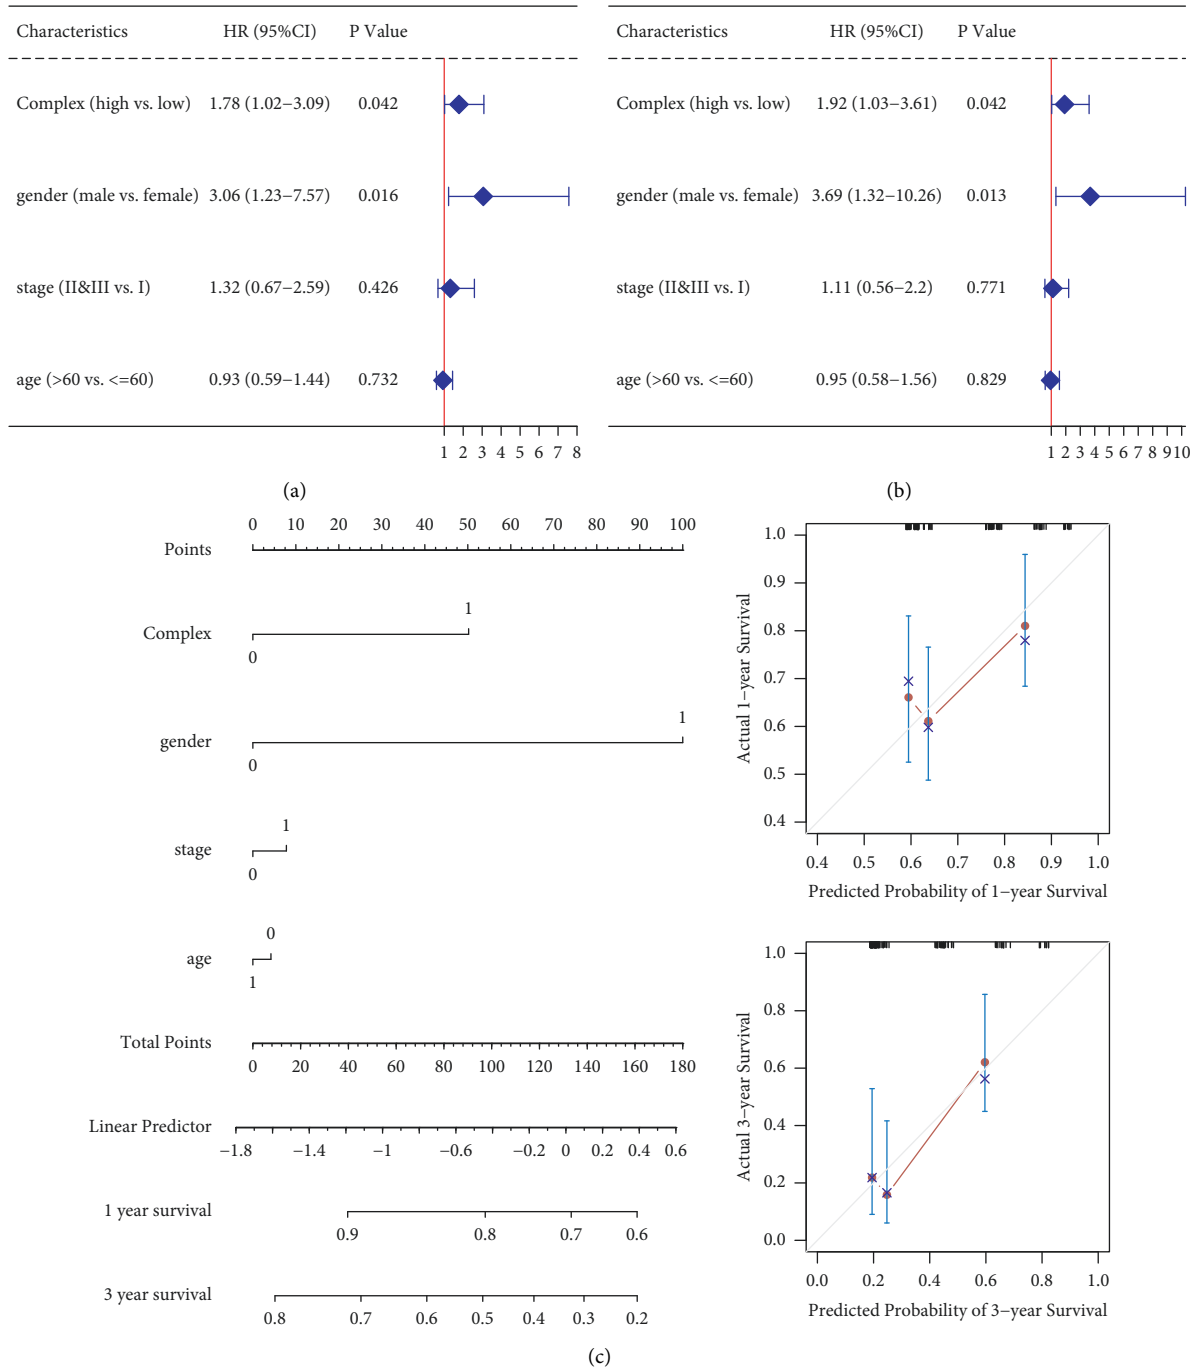 Characteristics HR (95%CI) P Value
Complex (high vs. low) 1.78 (1.02−3.09) 0.042
gender (male vs. female) 3.06 (1.23−7.57) 0.016
stage (II&III vs. I) 1.32 (0.67−2.59) 0.426
age (>60 vs. <=60) 0.93 (0.59−1.44) 0.732
1 2 3 4 5 6 7 8
(a)
Characteristics HR (95%CI) P Value
Complex (high vs. low) 1.92 (1.03−3.61) 0.042
gender (male vs. female) 3.69 (1.32−10.26) 0.013
stage (II&III vs. I) 1.11 (0.56−2.2) 0.771
age (>60 vs. <=60) 0.95 (0.58−1.56) 0.829
1 2 3 4 5 6 7 8 9 10
(b)
0 10 20 30 40 50 60 70 80 90 100
Points
1
Complex
0
1
gender
0
1
stage
0
0
age
1
Total Points
0 20 40 60 80 100 120 140 160 180
Linear Predictor
−1.8 −1.4 −1 −0.6 −0.2 0 0.2 0.4 0.6
1 year survival
0.9 0.8 0.7 0.6
3 year survival
0.8 0.7 0.6 0.5 0.4 0.3 0.2
Actual 1−year Survival
1.0
0.9
0.8
0.7
0.6
0.5
0.4
0.4 0.5 0.6 0.7 0.8 0.9 1.0
Predicted Probability of 1−year Survival
Actual 3−year Survival
1.0
0.8
0.6
0.4
0.2
0.0
0.0 0.2 0.4 0.6 0.8 1.0
Predicted Probability of 3−year Survival
(c)